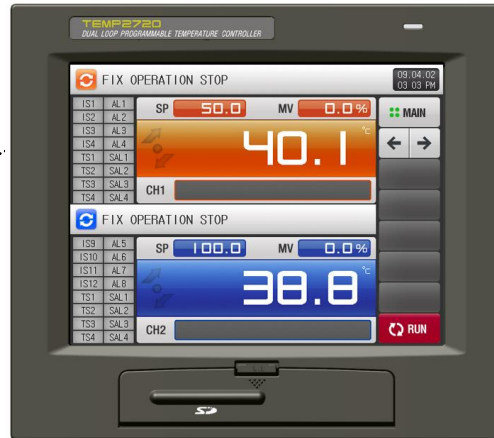 TEMP2720
DUAL LOOP PROGRAMMABLE TEMPERATURE CONTROLLER
FIX OPERATION STOP
09.04.02
03 03 PM
IS1 AL1
IS2 AL2
IS3 AL3
IS4 AL4
TS1 SAL1
TS2 SAL2
TS3 SAL3
TS4 SAL4
SP 50.0 MV 0.0 %
40.1 °C
CH1
MAIN
FIX OPERATION STOP
IS9 AL5
IS10 AL6
IS11 AL7
IS12 AL8
TS1 SAL1
TS2 SAL2
TS3 SAL3
TS4 SAL4
SP 100.0 MV 0.0 %
38.8 °C
CH2
RUN
SD